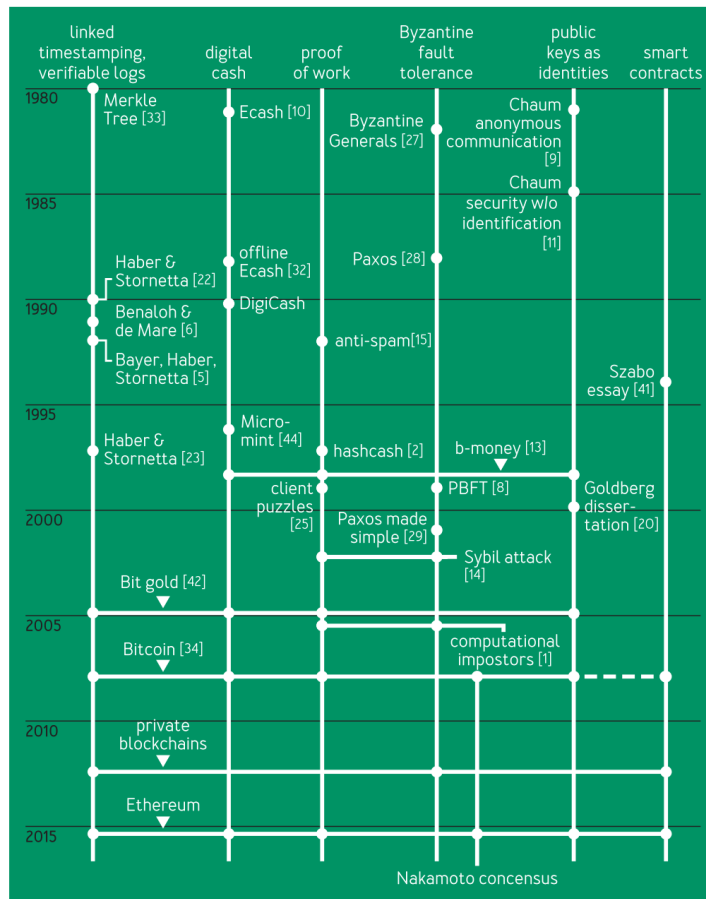 linked
timestamping,
verifiable logs
digital
cash
proof
of work
Byzantine
fault
tolerance
public
keys as
identities
smart
contracts
1980
Merkle
Tree [33]
Ecash [10]
Byzantine
Generals [27]
Chaum
anonymous
communication
[9]
1985
Chaum
security w/o
identification
[11]
offline
Ecash [32]
Paxos [28]
Haber &
Stornetta [22]
1990
DigiCash
Benaloh &
de Mare [6]
anti-spam[15]
Bayer, Haber,
Stornetta [5]
Szabo
essay [41]
1995
Micro-
mint [44]
Haber &
Stornetta [23]
hashcash [2]
b-money [13]
client
puzzles
[25]
PBFT [8]
Goldberg
disser-
tation [20]
2000
Paxos made
simple [29]
Sybil attack
[14]
Bit gold [42]
2005
computational
impostors [1]
Bitcoin [34]
2010
private
blockchains
Ethereum
2015
Nakamoto concensus